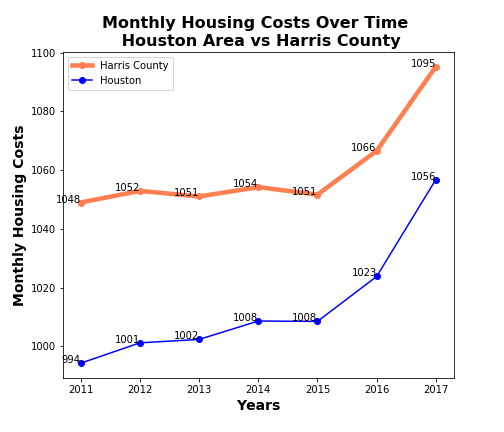 Monthly Housing Costs Over Time
Houston Area vs Harris County
Monthly Housing Costs
1100
1080
1060
1040
1020
1000
Harris County
Houston
1048
1052
1051
1054
1051
1066
1095
994
1001
1002
1008
1008
1023
1056
2011 2012 2013 2014 2015 2016 2017
Years